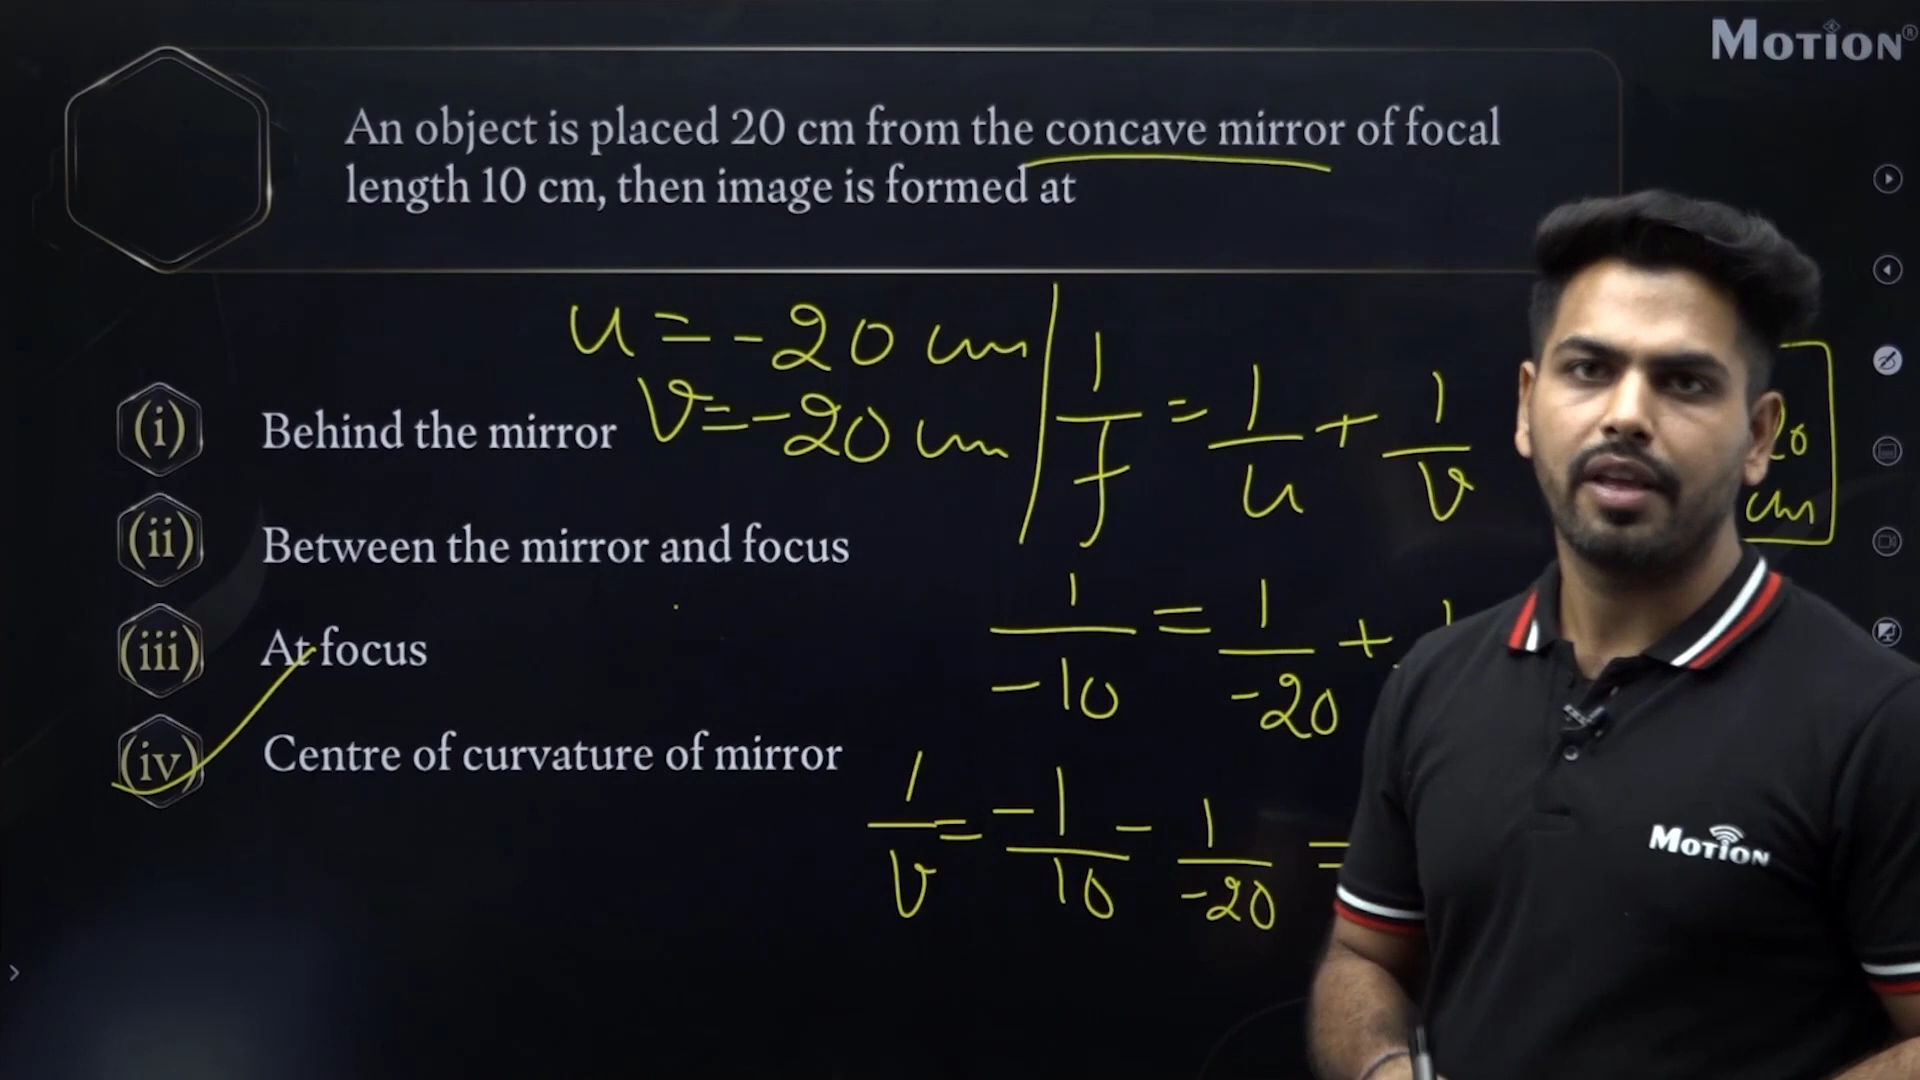 MOTION®
An object is placed 20 cm from the concave mirror of focal
length 10 cm, then image is formed at
u = -20 cm
v = -20 cm
1/f = 1/u + 1/v
20
cm
(i) Behind the mirror
(ii) Between the mirror and focus
(iii) At focus
(iv) Centre of curvature of mirror
1/-10 = 1/-20 +
1/v = -1/10 - 1/-20 =
MOTION